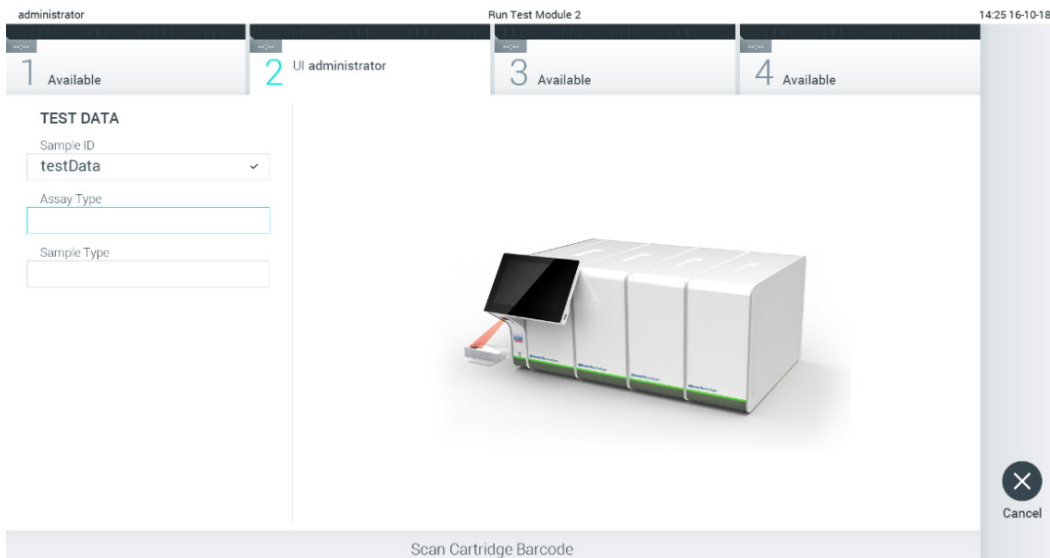 administrator Run Test Module 2 14:25 16-10-18
--:-- --:-- --:-- --:--
1 Available 2 UI administrator 3 Available 4 Available
TEST DATA
Sample ID
testData
Assay Type
Sample Type
Cancel
Scan Cartridge Barcode